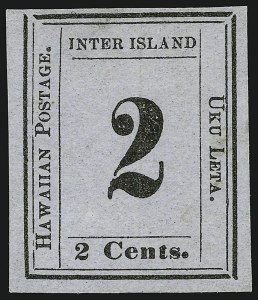 INTER ISLAND
HAWAIIAN POSTAGE.
2
UKU LETA.
2 Cents.